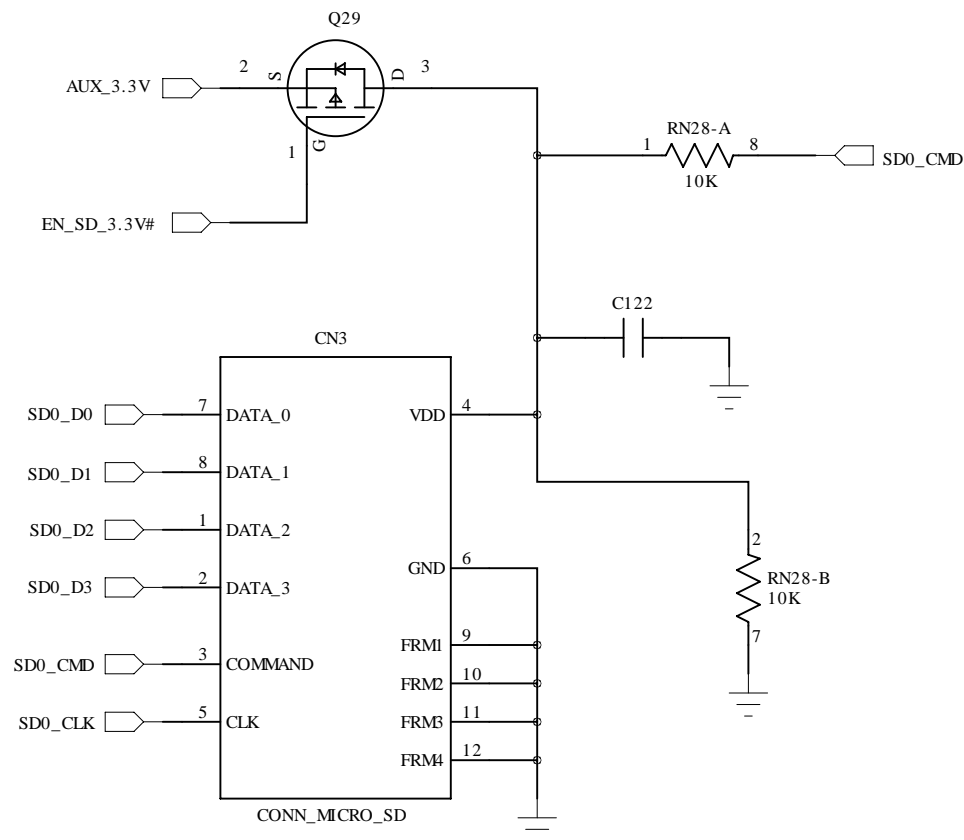 Q29
AUX_3.3V
2
S
D
3
1
G
EN_SD_3.3V#
RN28-A
1
8
10K
SD0_CMD
C122
CN3
SD0_D0
7
DATA_0
VDD
4
SD0_D1
8
DATA_1
SD0_D2
1
DATA_2
SD0_D3
2
DATA_3
GND
6
2
RN28-B
10K
7
FRM1
9
SD0_CMD
3
COMMAND
FRM2
10
SD0_CLK
5
CLK
FRM3
11
FRM4
12
CONN_MICRO_SD